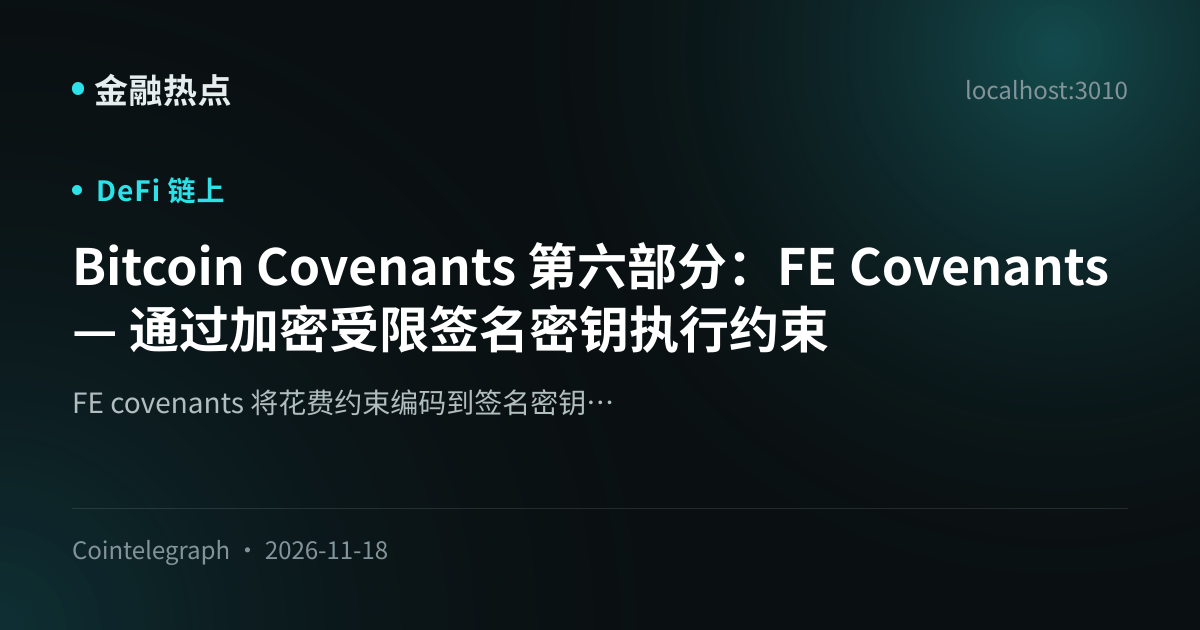 金融热点
localhost:3010
DeFi 链上
Bitcoin Covenants 第六部分：FE Covenants
— 通过加密受限签名密钥执行约束
FE covenants 将花费约束编码到签名密钥…
Cointelegraph · 2026-11-18